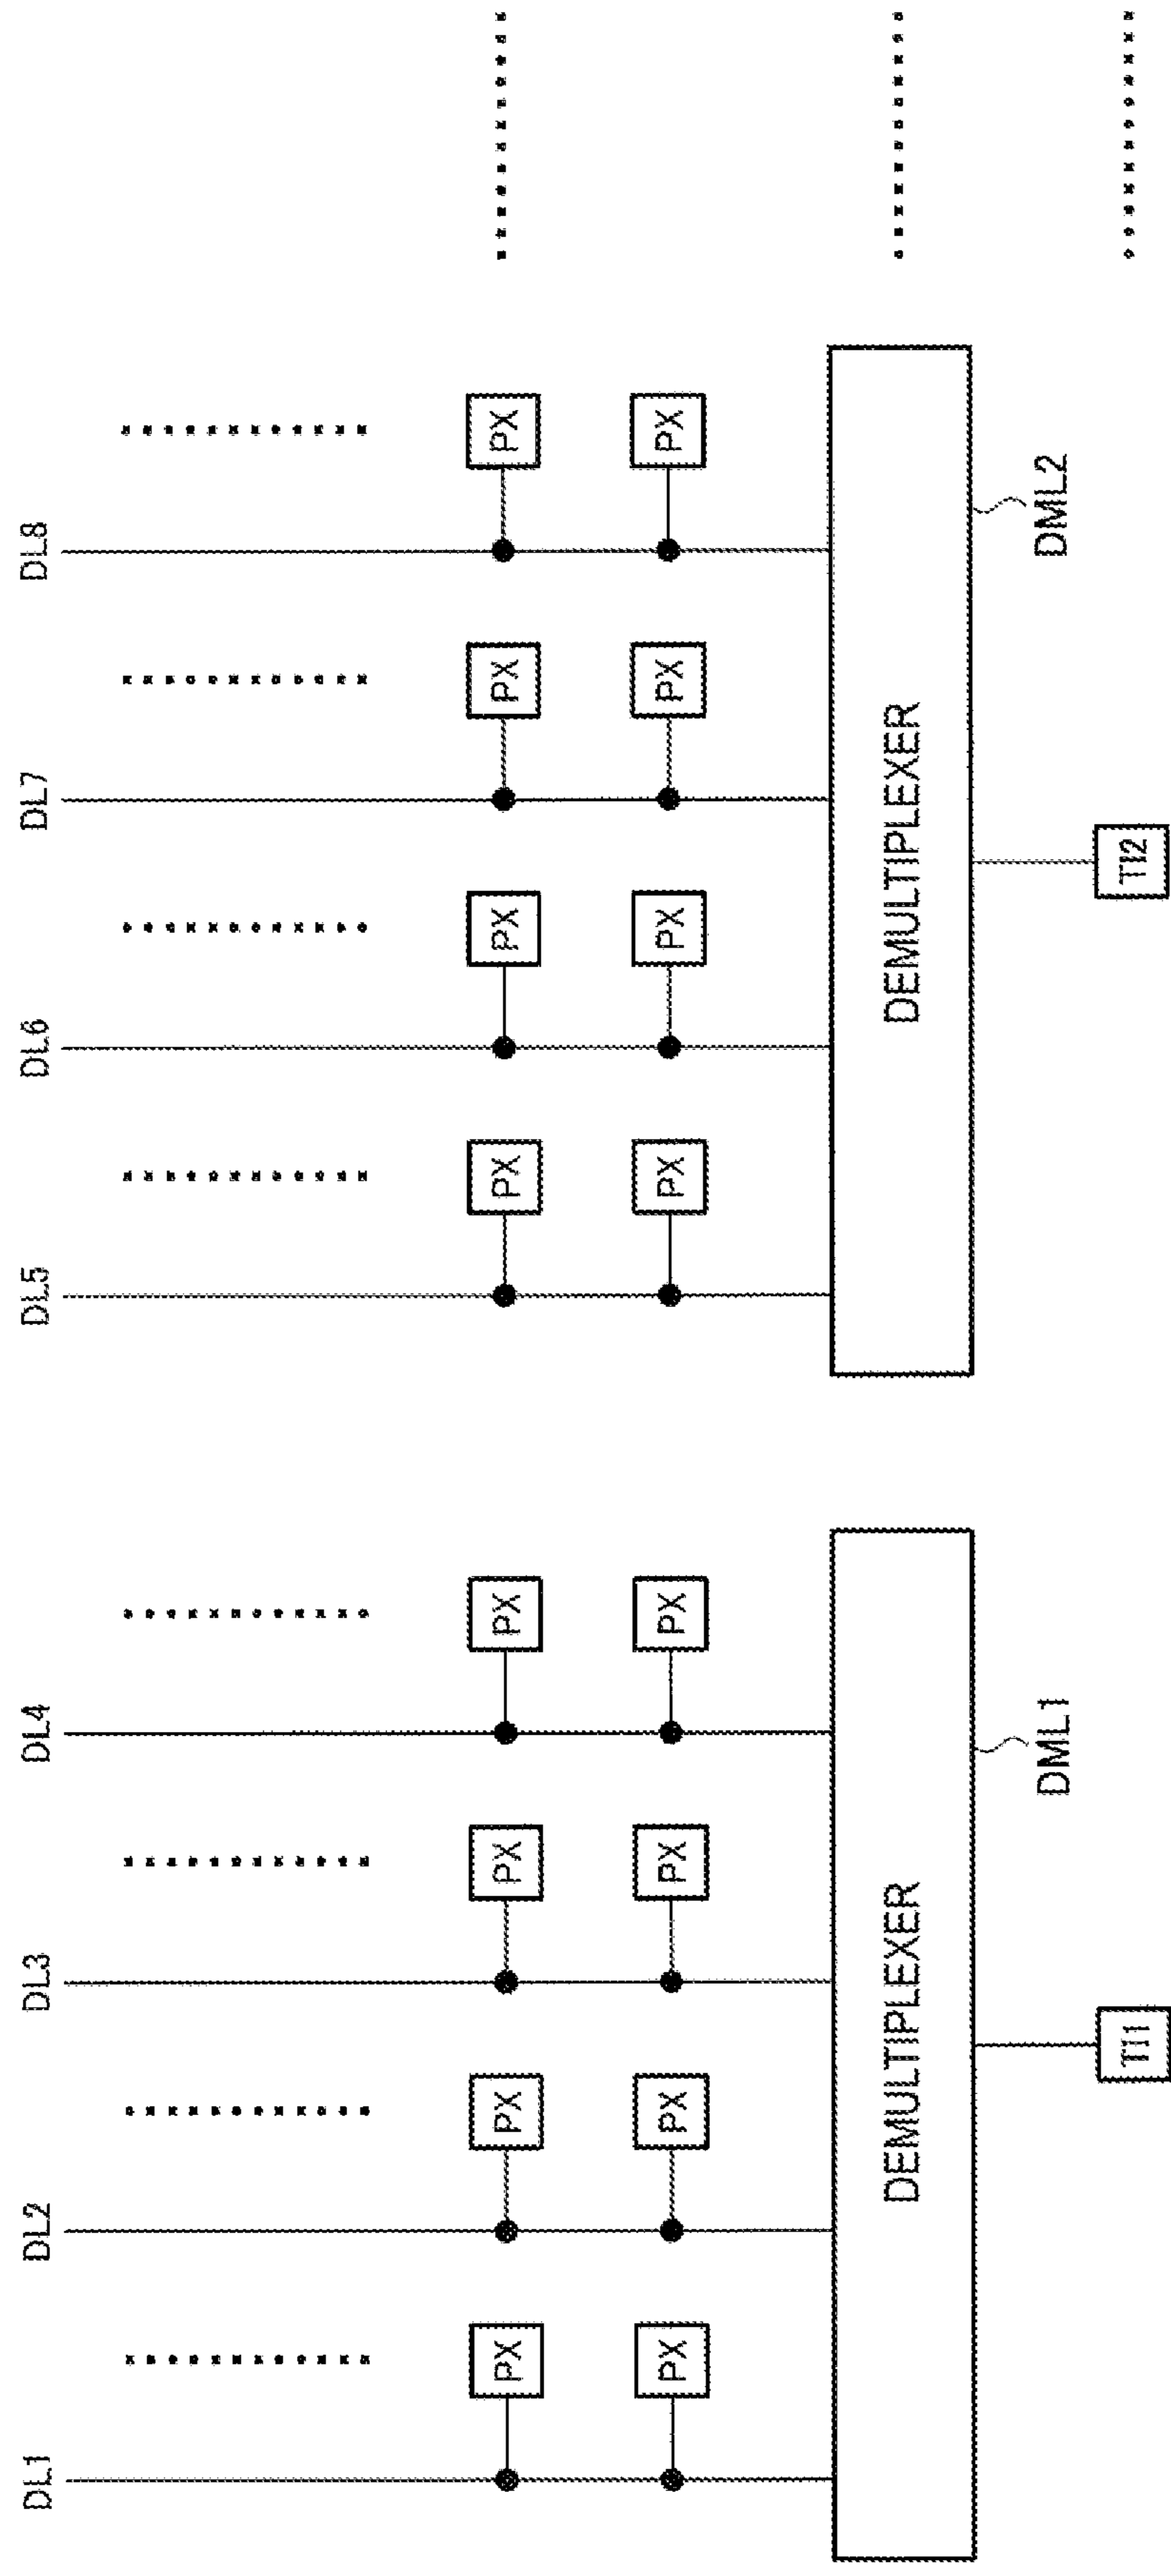 DL1 DL2 DL3 DL4 DL5 DL6 DL7 DL8
PX PX PX PX PX PX PX PX
PX PX PX PX PX PX PX PX
DEMULTIPLEXER DEMULTIPLEXER
DML1 DML2
TI1 TI2